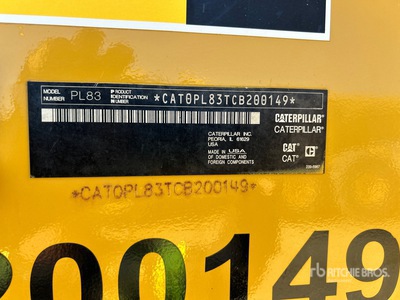 MODEL NUMBER PL83 PRODUCT IDENTIFICATION NUMBER *CAT0PL83TCB200149*
CATERPILLAR INC.
PEORIA, IL 61629
USA
MADE IN USA
OF DOMESTIC AND
FOREIGN COMPONENTS
CATERPILLAR®
CATERPILLAR®
CAT®
CAT®
*CAT0PL83TCB200149*
200149
rb RITCHIE BROS.